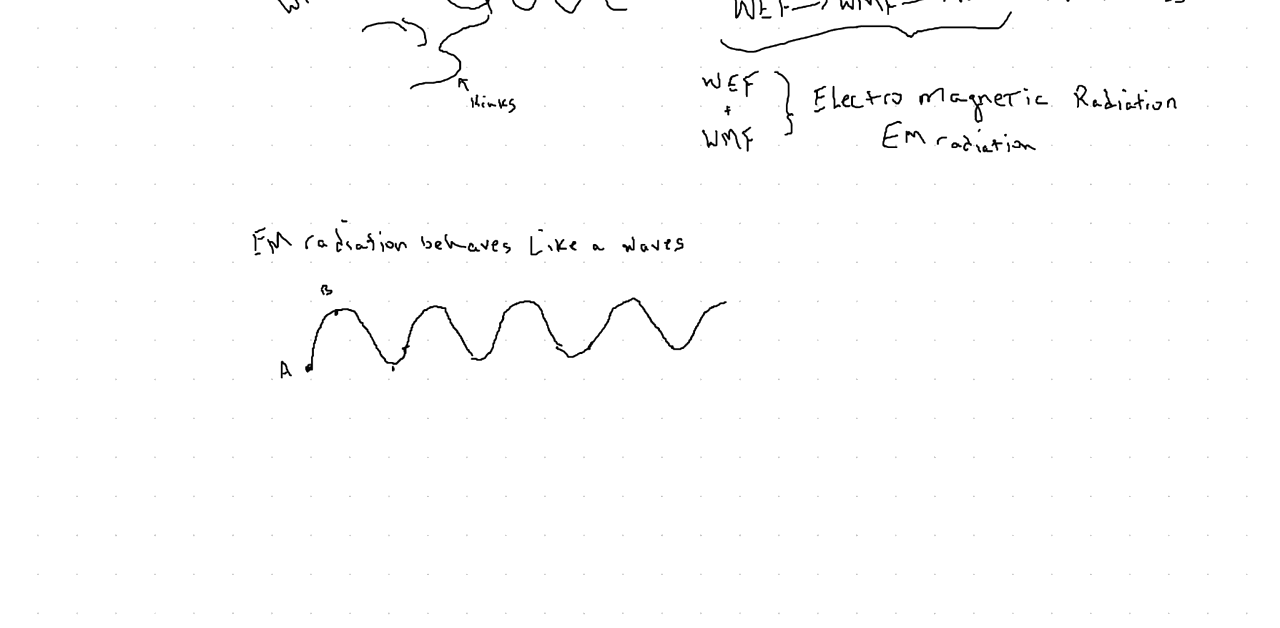 WEF → WMF
Kinks
WEF
+
WMF
Electro Magnetic Radiation
EM radiation
EM radiation behaves Like a waves
B
A